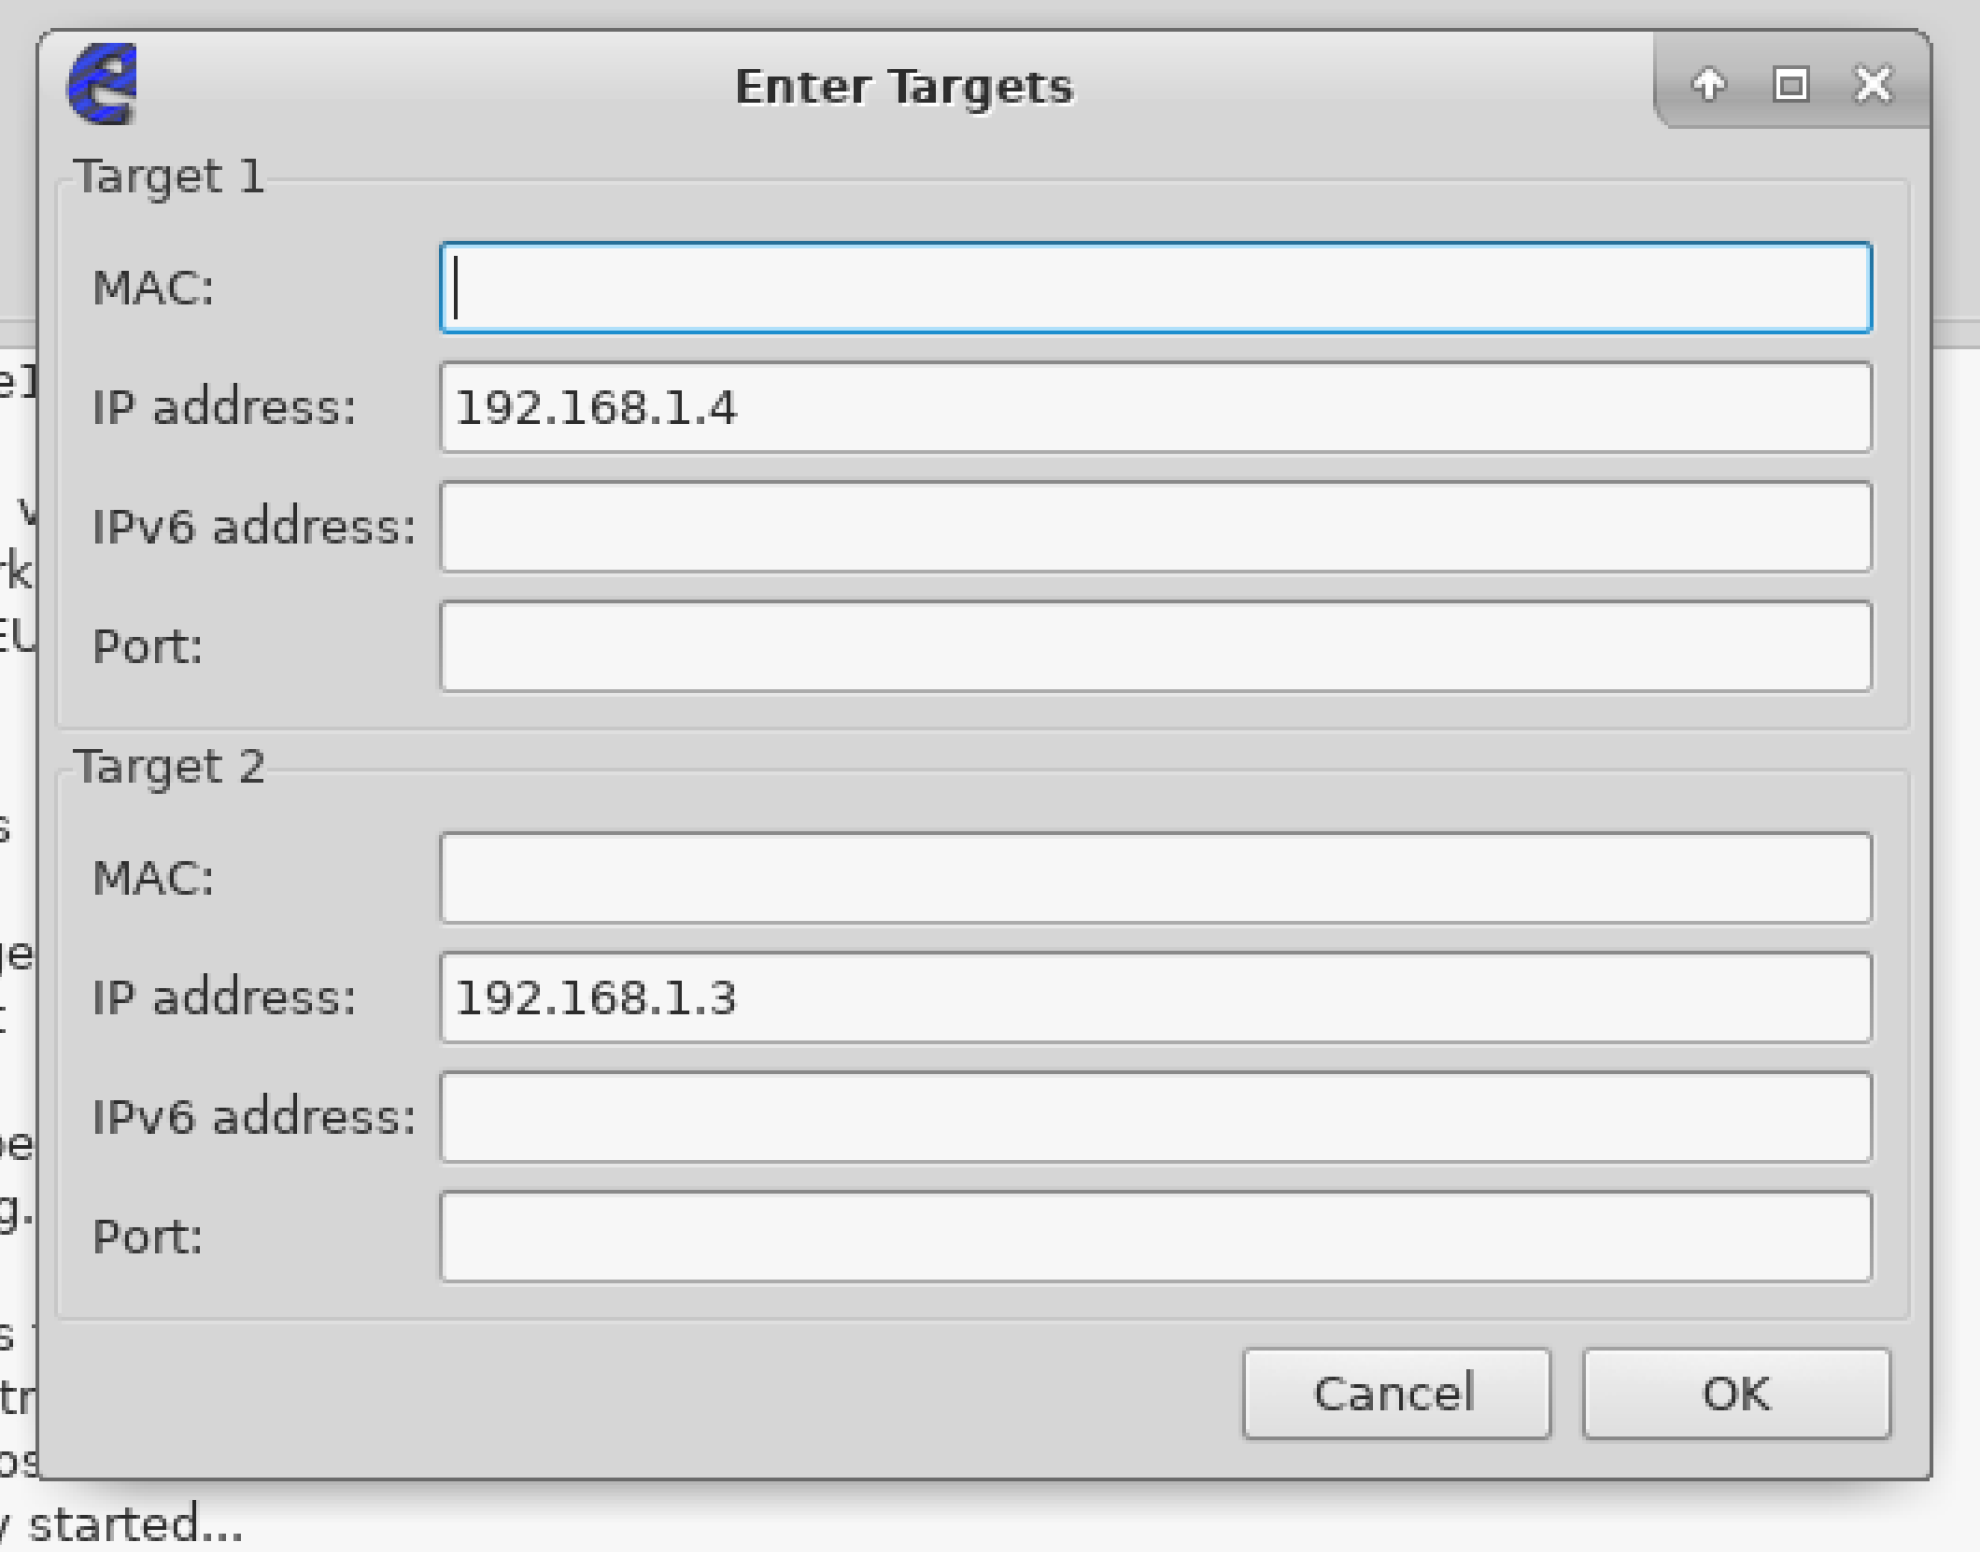 Enter Targets
Target 1
MAC:
IP address: 192.168.1.4
IPv6 address:
Port:
Target 2
MAC:
IP address: 192.168.1.3
IPv6 address:
Port:
Cancel OK
started...